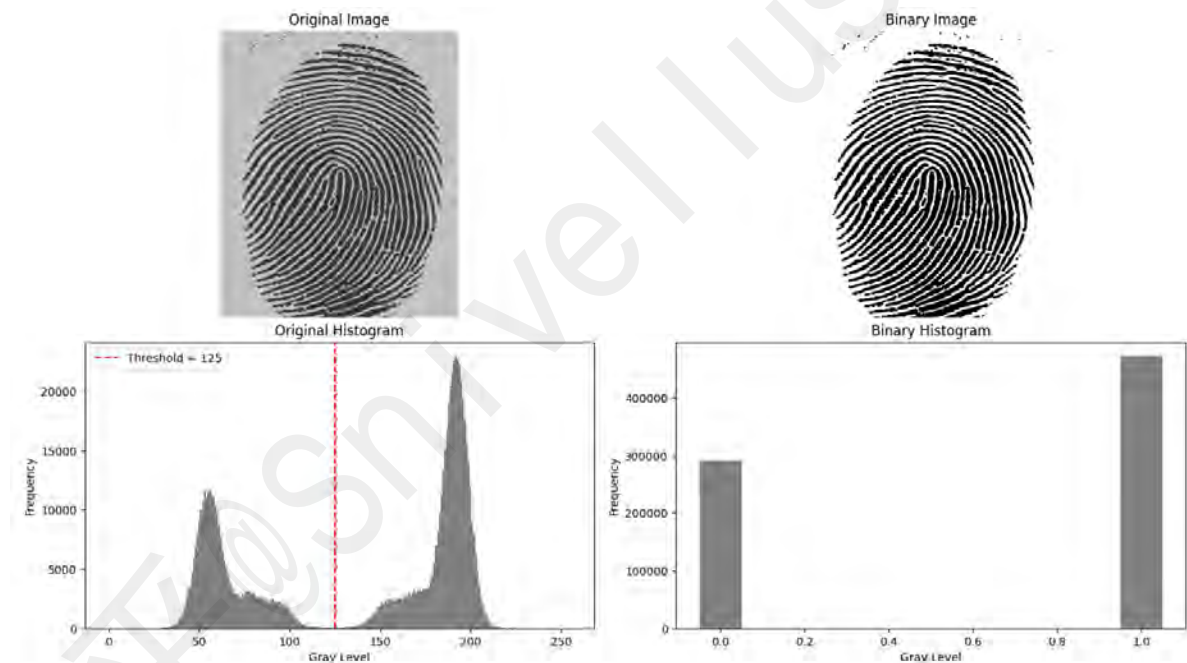 Original Image
Binary Image
Original Histogram
Binary Histogram
Threshold = 125
Frequency
20000
15000
10000
5000
0
0
50
100
150
200
250
Gray Level
Frequency
400000
300000
200000
100000
0
0.0
0.2
0.4
0.6
0.8
1.0
Gray Level
@Snivellus